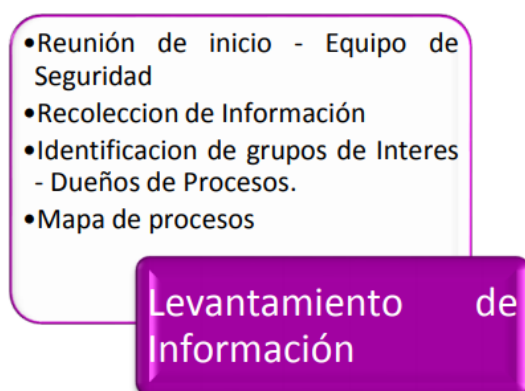 •Reunión de inicio - Equipo de
Seguridad
•Recoleccion de Información
•Identificacion de grupos de Interes
- Dueños de Procesos.
•Mapa de procesos
Levantamiento de
Información